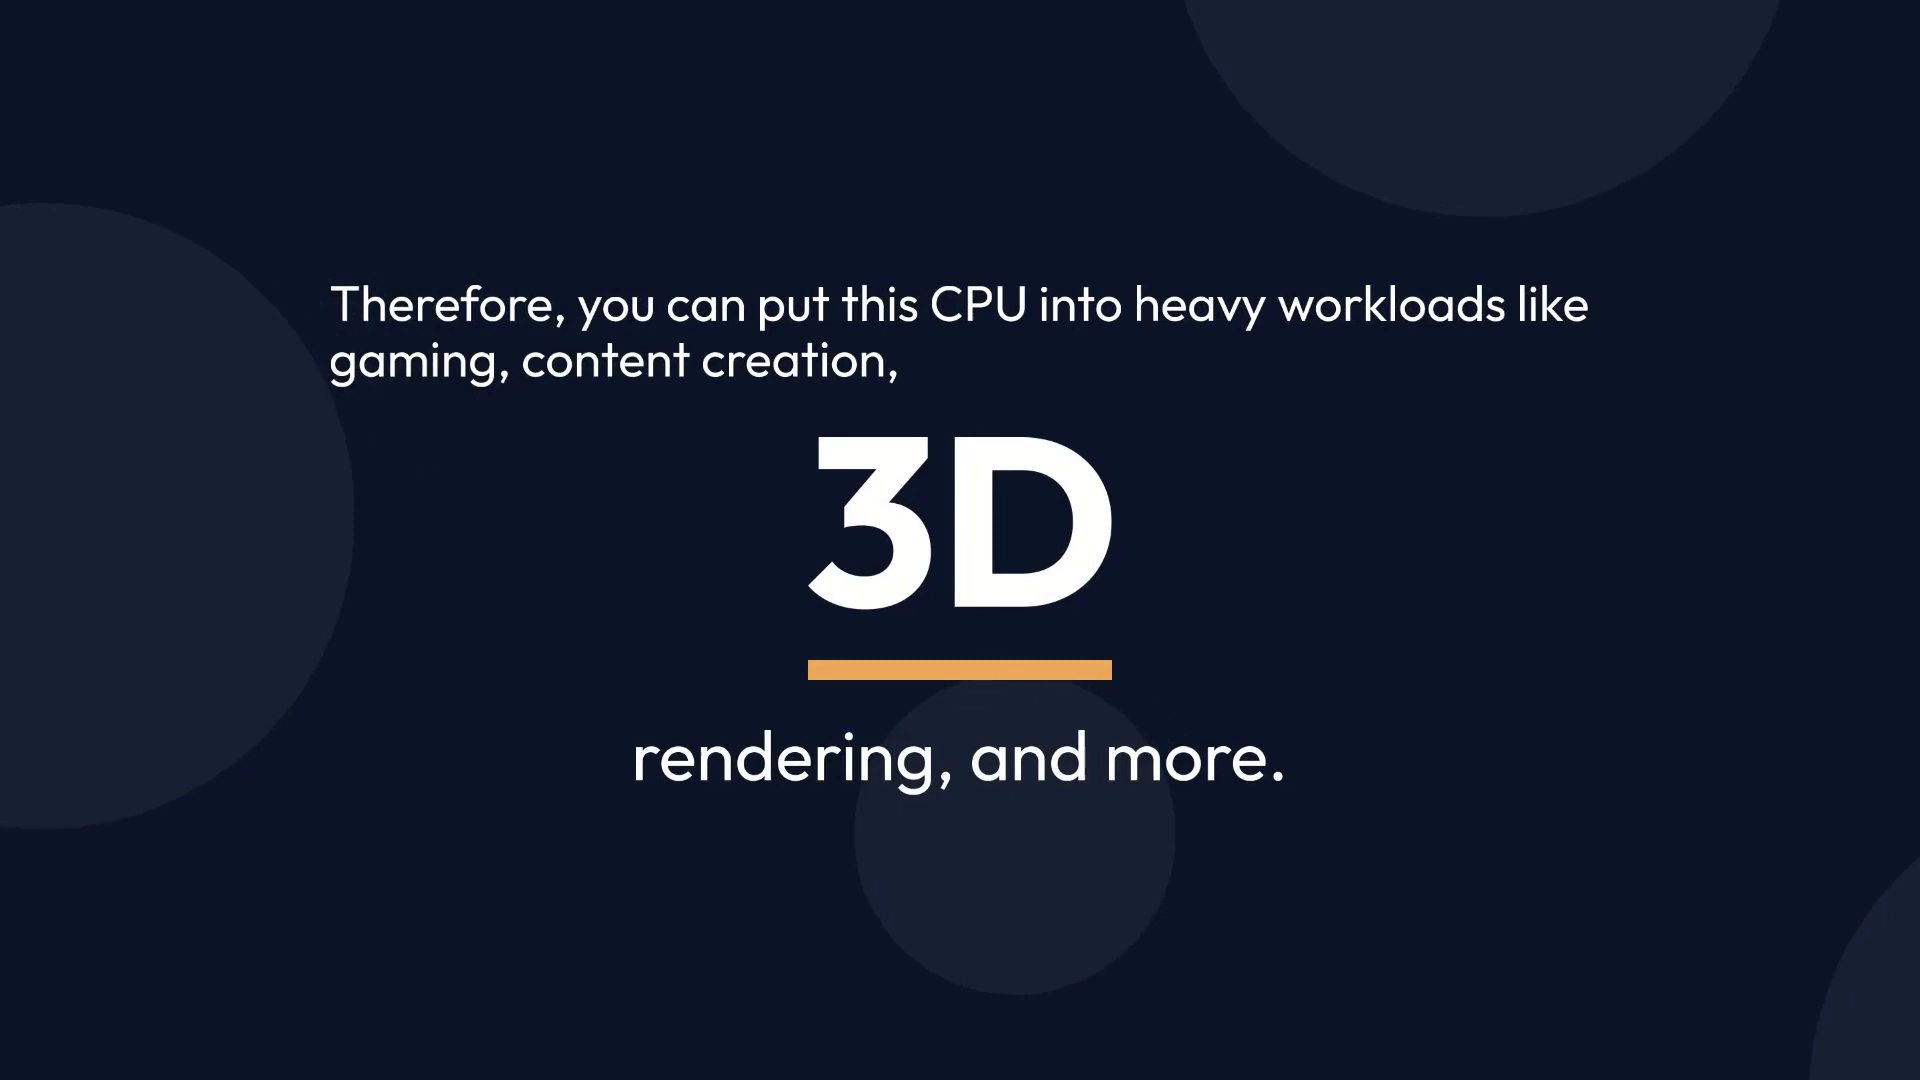 Therefore, you can put this CPU into heavy workloads like
gaming, content creation,
3D
rendering, and more.